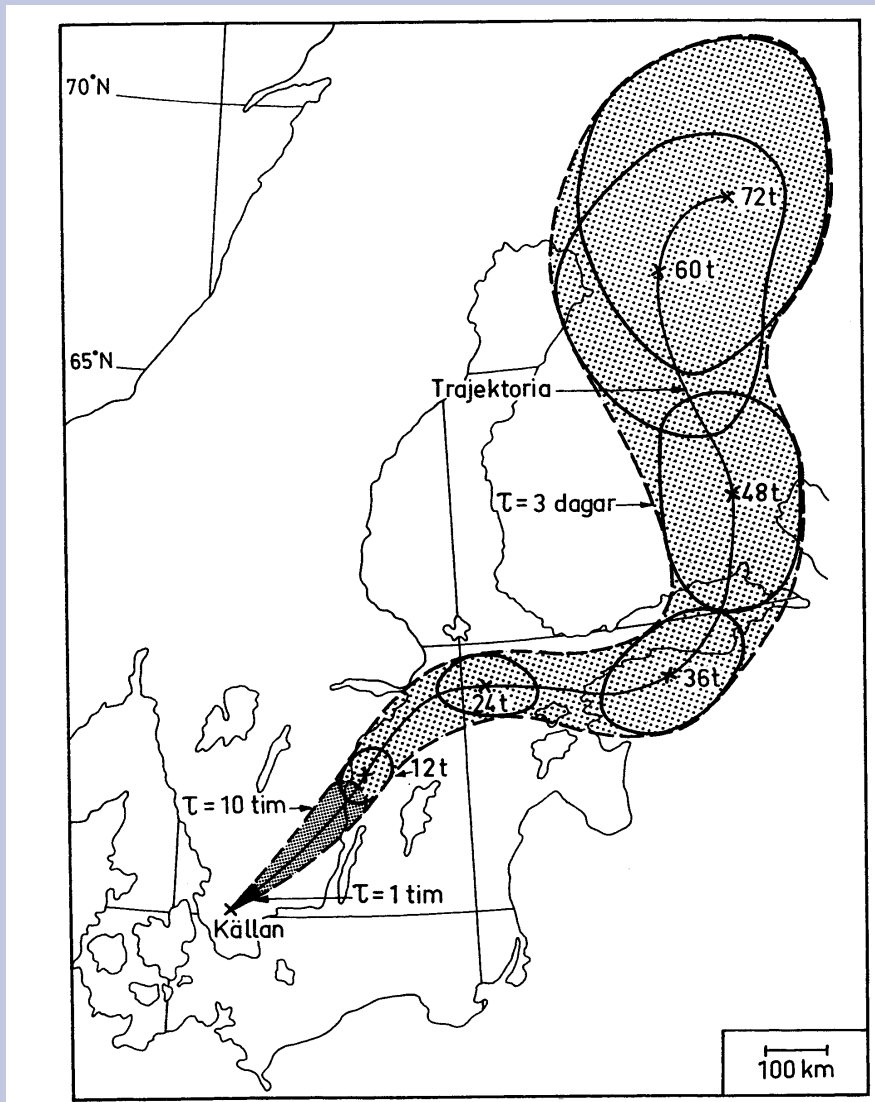 70°N
72t
60t
65°N
Trajektoria
48t
τ = 3 dagar
36t
24t
12t
τ = 10 tim
τ = 1 tim
Källan
100 km